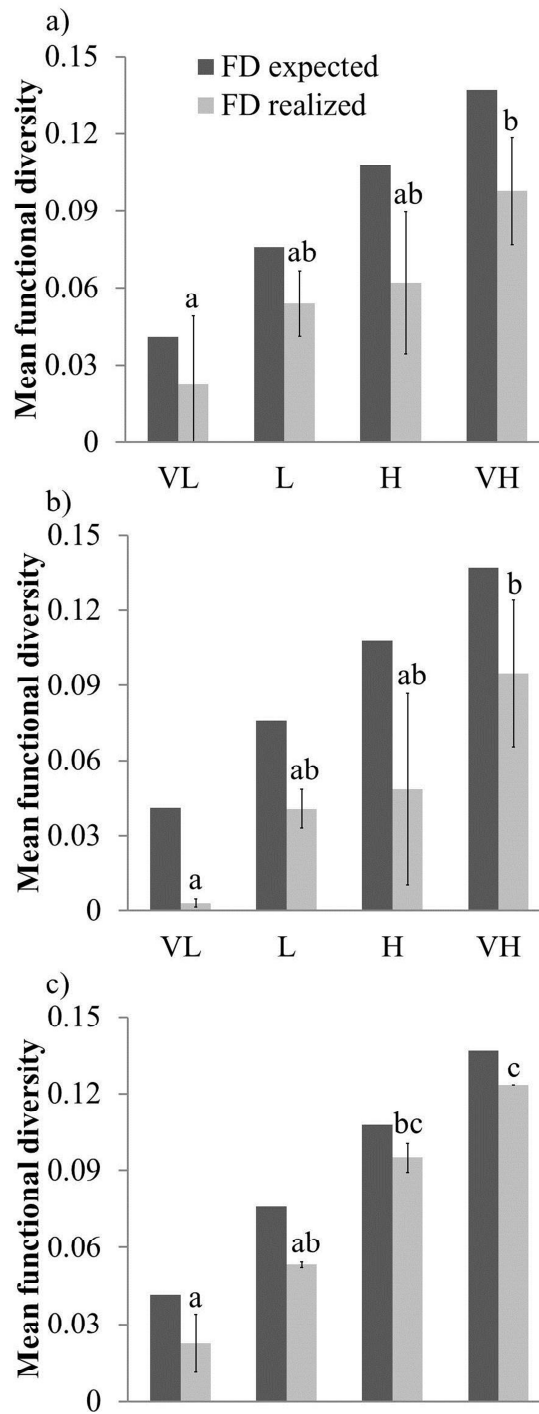 a)
Mean functional diversity
0.15
0.12
0.09
0.06
0.03
0
FD expected
FD realized
a
ab
ab
b
VL L H VH
b)
Mean functional diversity
0.15
0.12
0.09
0.06
0.03
0
a
ab
ab
b
VL L H VH
c)
Mean functional diversity
0.15
0.12
0.09
0.06
0.03
0
a
ab
bc
c
VL L H VH